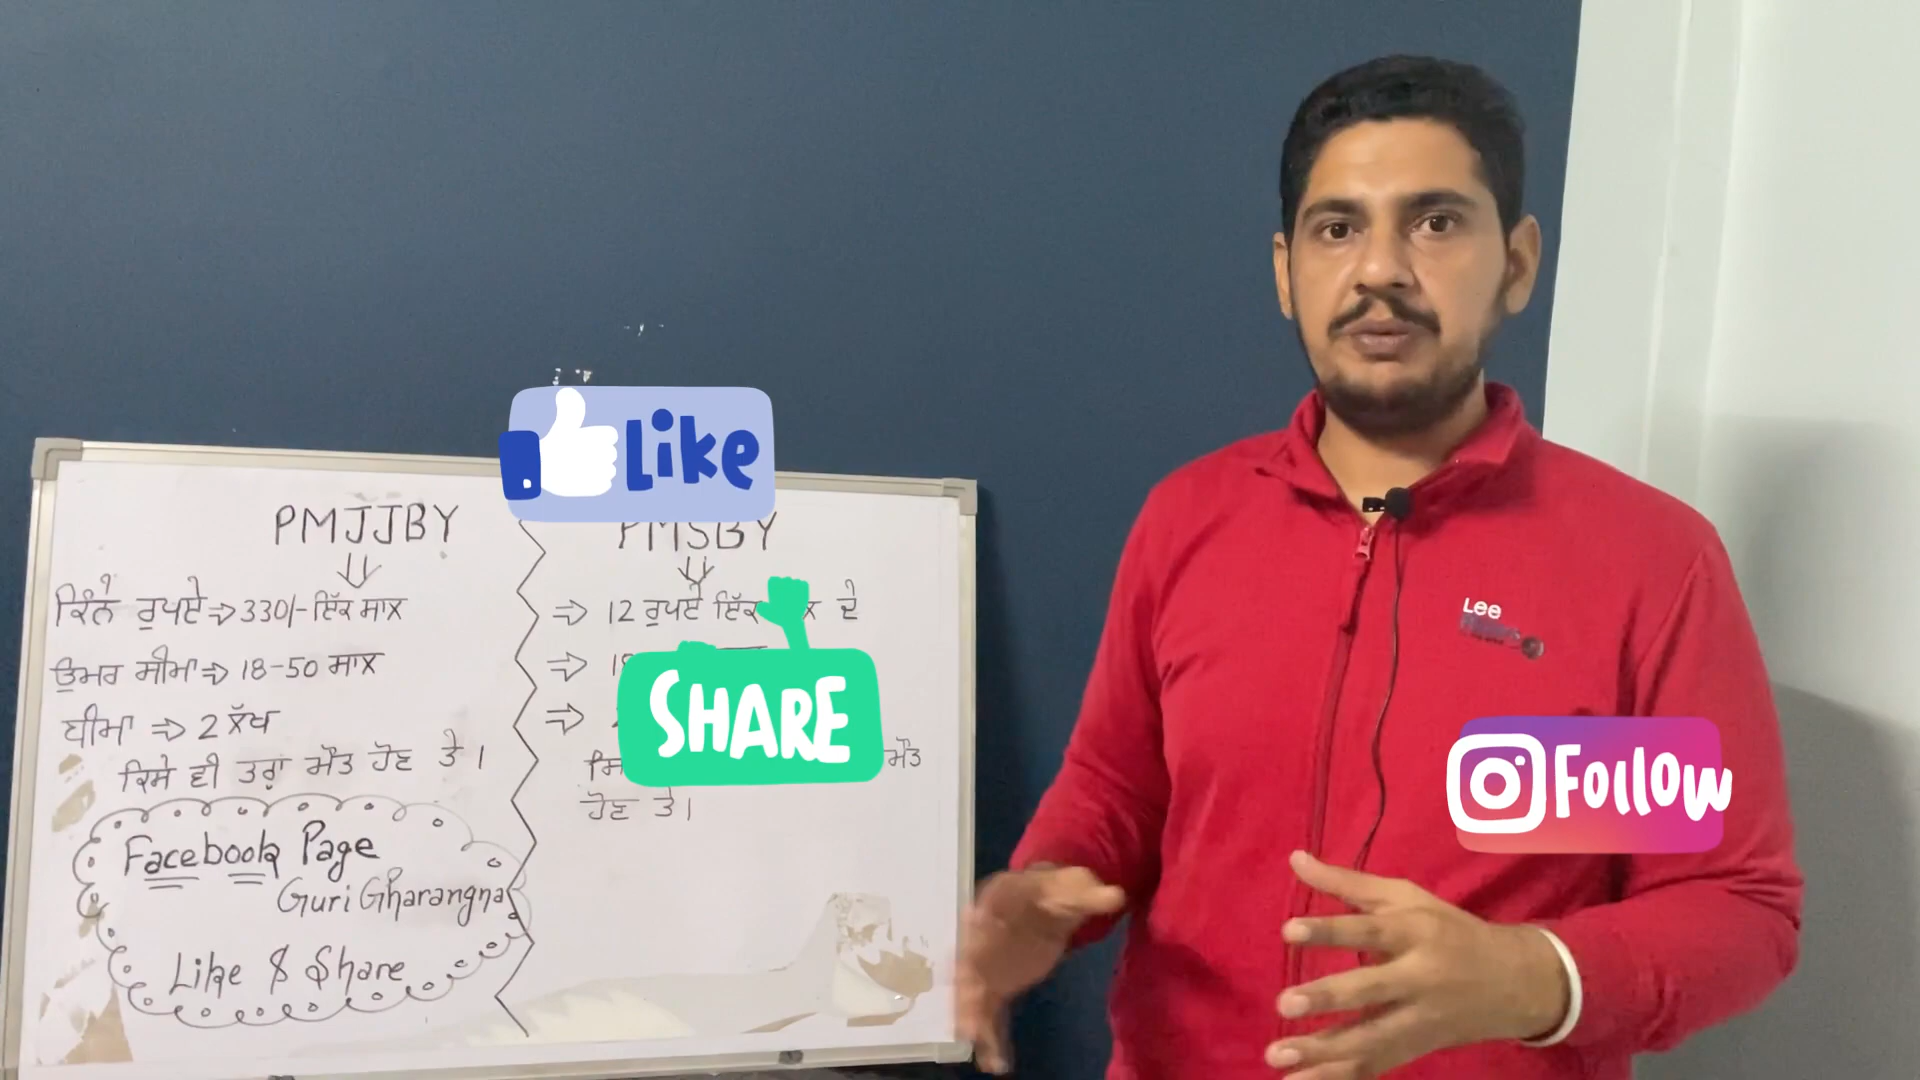 Like
PMJJBY
ਕਿੰਨੇ ਰੁਪਏ ⇒ 330/- ਇੱਕ ਸਾਲ
ਉਮਰ ਸੀਮਾ ⇒ 18-50 ਸਾਲ
ਬੀਮਾ ⇒ 2 ਲੱਖ
ਕਿਸੇ ਵੀ ਤਰ੍ਹਾਂ ਮੌਤ ਹੋਣ ਤੇ।
Facebook Page
Guri Gharangna
Like & Share
PMSBY
⇒ 12 ਰੁਪਏ ਇੱਕ ਦੇ
ਮੌਤ
ਹੋਣ ਤੇ।
SHARE
Lee
Follow